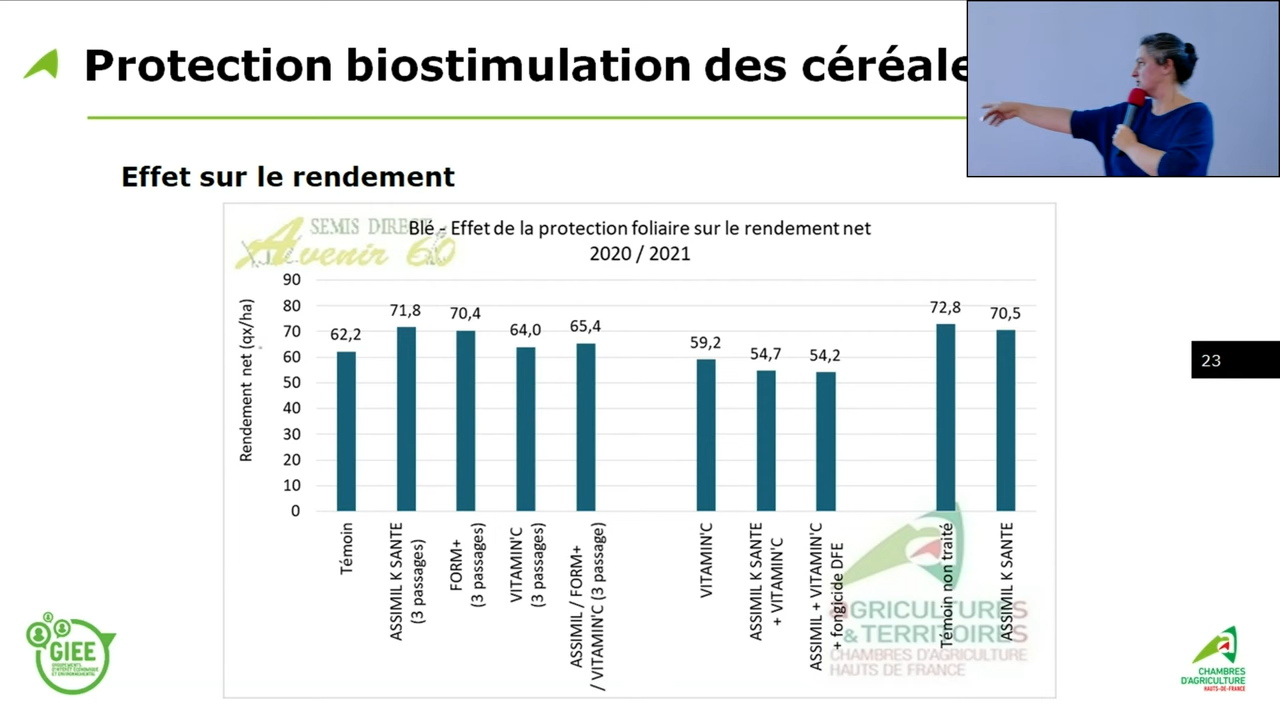 Protection biostimulation des céréale
Effet sur le rendement
SEMIS DIRECT
Avenir 60
Blé - Effet de la protection foliaire sur le rendement net
2020 / 2021
Rendement net (qx/ha)
90
80
70
60
50
40
30
20
10
0
62,2
71,8
70,4
64,0
65,4
59,2
54,7
54,2
72,8
70,5
Témoin
ASSIMIL K SANTE
(3 passages)
FORM+
(3 passages)
VITAMIN'C
(3 passages)
ASSIMIL / FORM+
/ VITAMIN'C (3 passage)
VITAMIN'C
ASSIMIL K SANTE
+ VITAMIN'C
ASSIMIL + VITAMIN'C
+ fongicide DFE
Témoin non traité
ASSIMIL K SANTE
AGRICULTURES
& TERRITOIRES
CHAMBRES D'AGRICULTURE
HAUTS DE FRANCE
23
GIEE
GROUPEMENTS
D'INTÉRÊT ÉCONOMIQUE
ET ENVIRONNEMENTAL
CHAMBRES
D'AGRICULTURE
HAUTS-DE-FRANCE